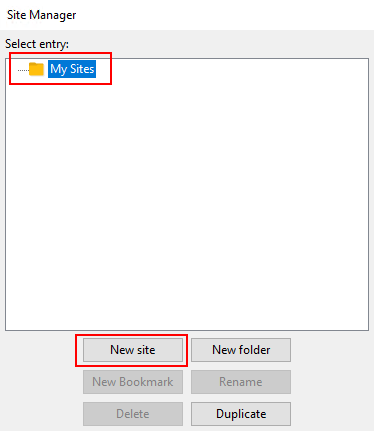 Site Manager
Select entry:
My Sites
New site New folder
New Bookmark Rename
Delete Duplicate